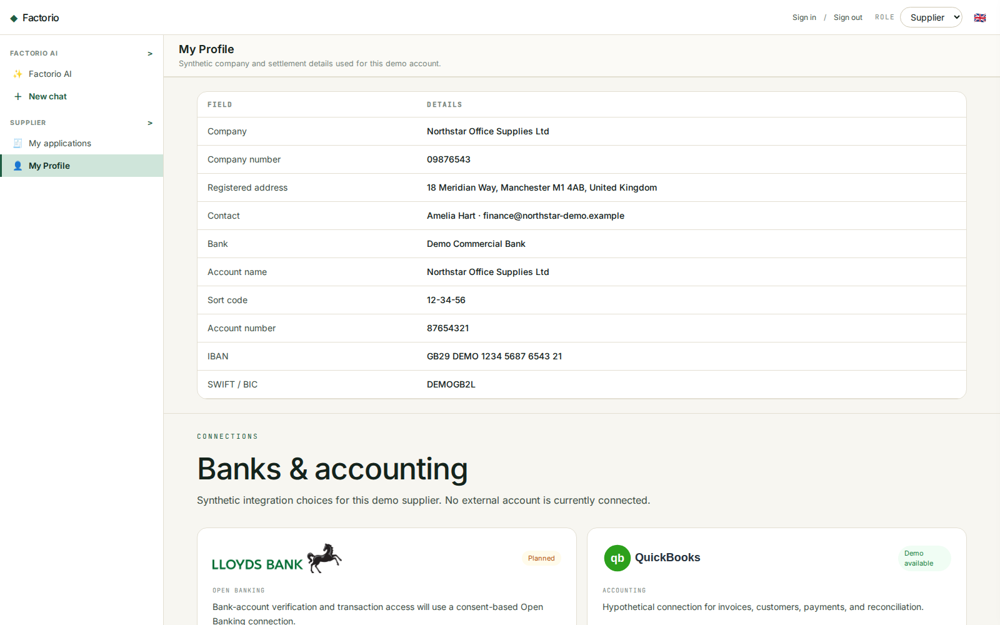 Factorio
Sign in / Sign out ROLE Supplier
FACTORIO AI >
Factorio AI
+ New chat
SUPPLIER >
My applications
My Profile
My Profile
Synthetic company and settlement details used for this demo account.
FIELD DETAILS
Company Northstar Office Supplies Ltd
Company number 09876543
Registered address 18 Meridian Way, Manchester M1 4AB, United Kingdom
Contact Amelia Hart · finance@northstar-demo.example
Bank Demo Commercial Bank
Account name Northstar Office Supplies Ltd
Sort code 12-34-56
Account number 87654321
IBAN GB29 DEMO 1234 5687 6543 21
SWIFT / BIC DEMOGB2L
CONNECTIONS
Banks & accounting
Synthetic integration choices for this demo supplier. No external account is currently connected.
LLOYDS BANK
Planned
OPEN BANKING
Bank-account verification and transaction access will use a consent-based Open
Banking connection.
qb QuickBooks
Demo
available
ACCOUNTING
Hypothetical connection for invoices, customers, payments, and reconciliation.